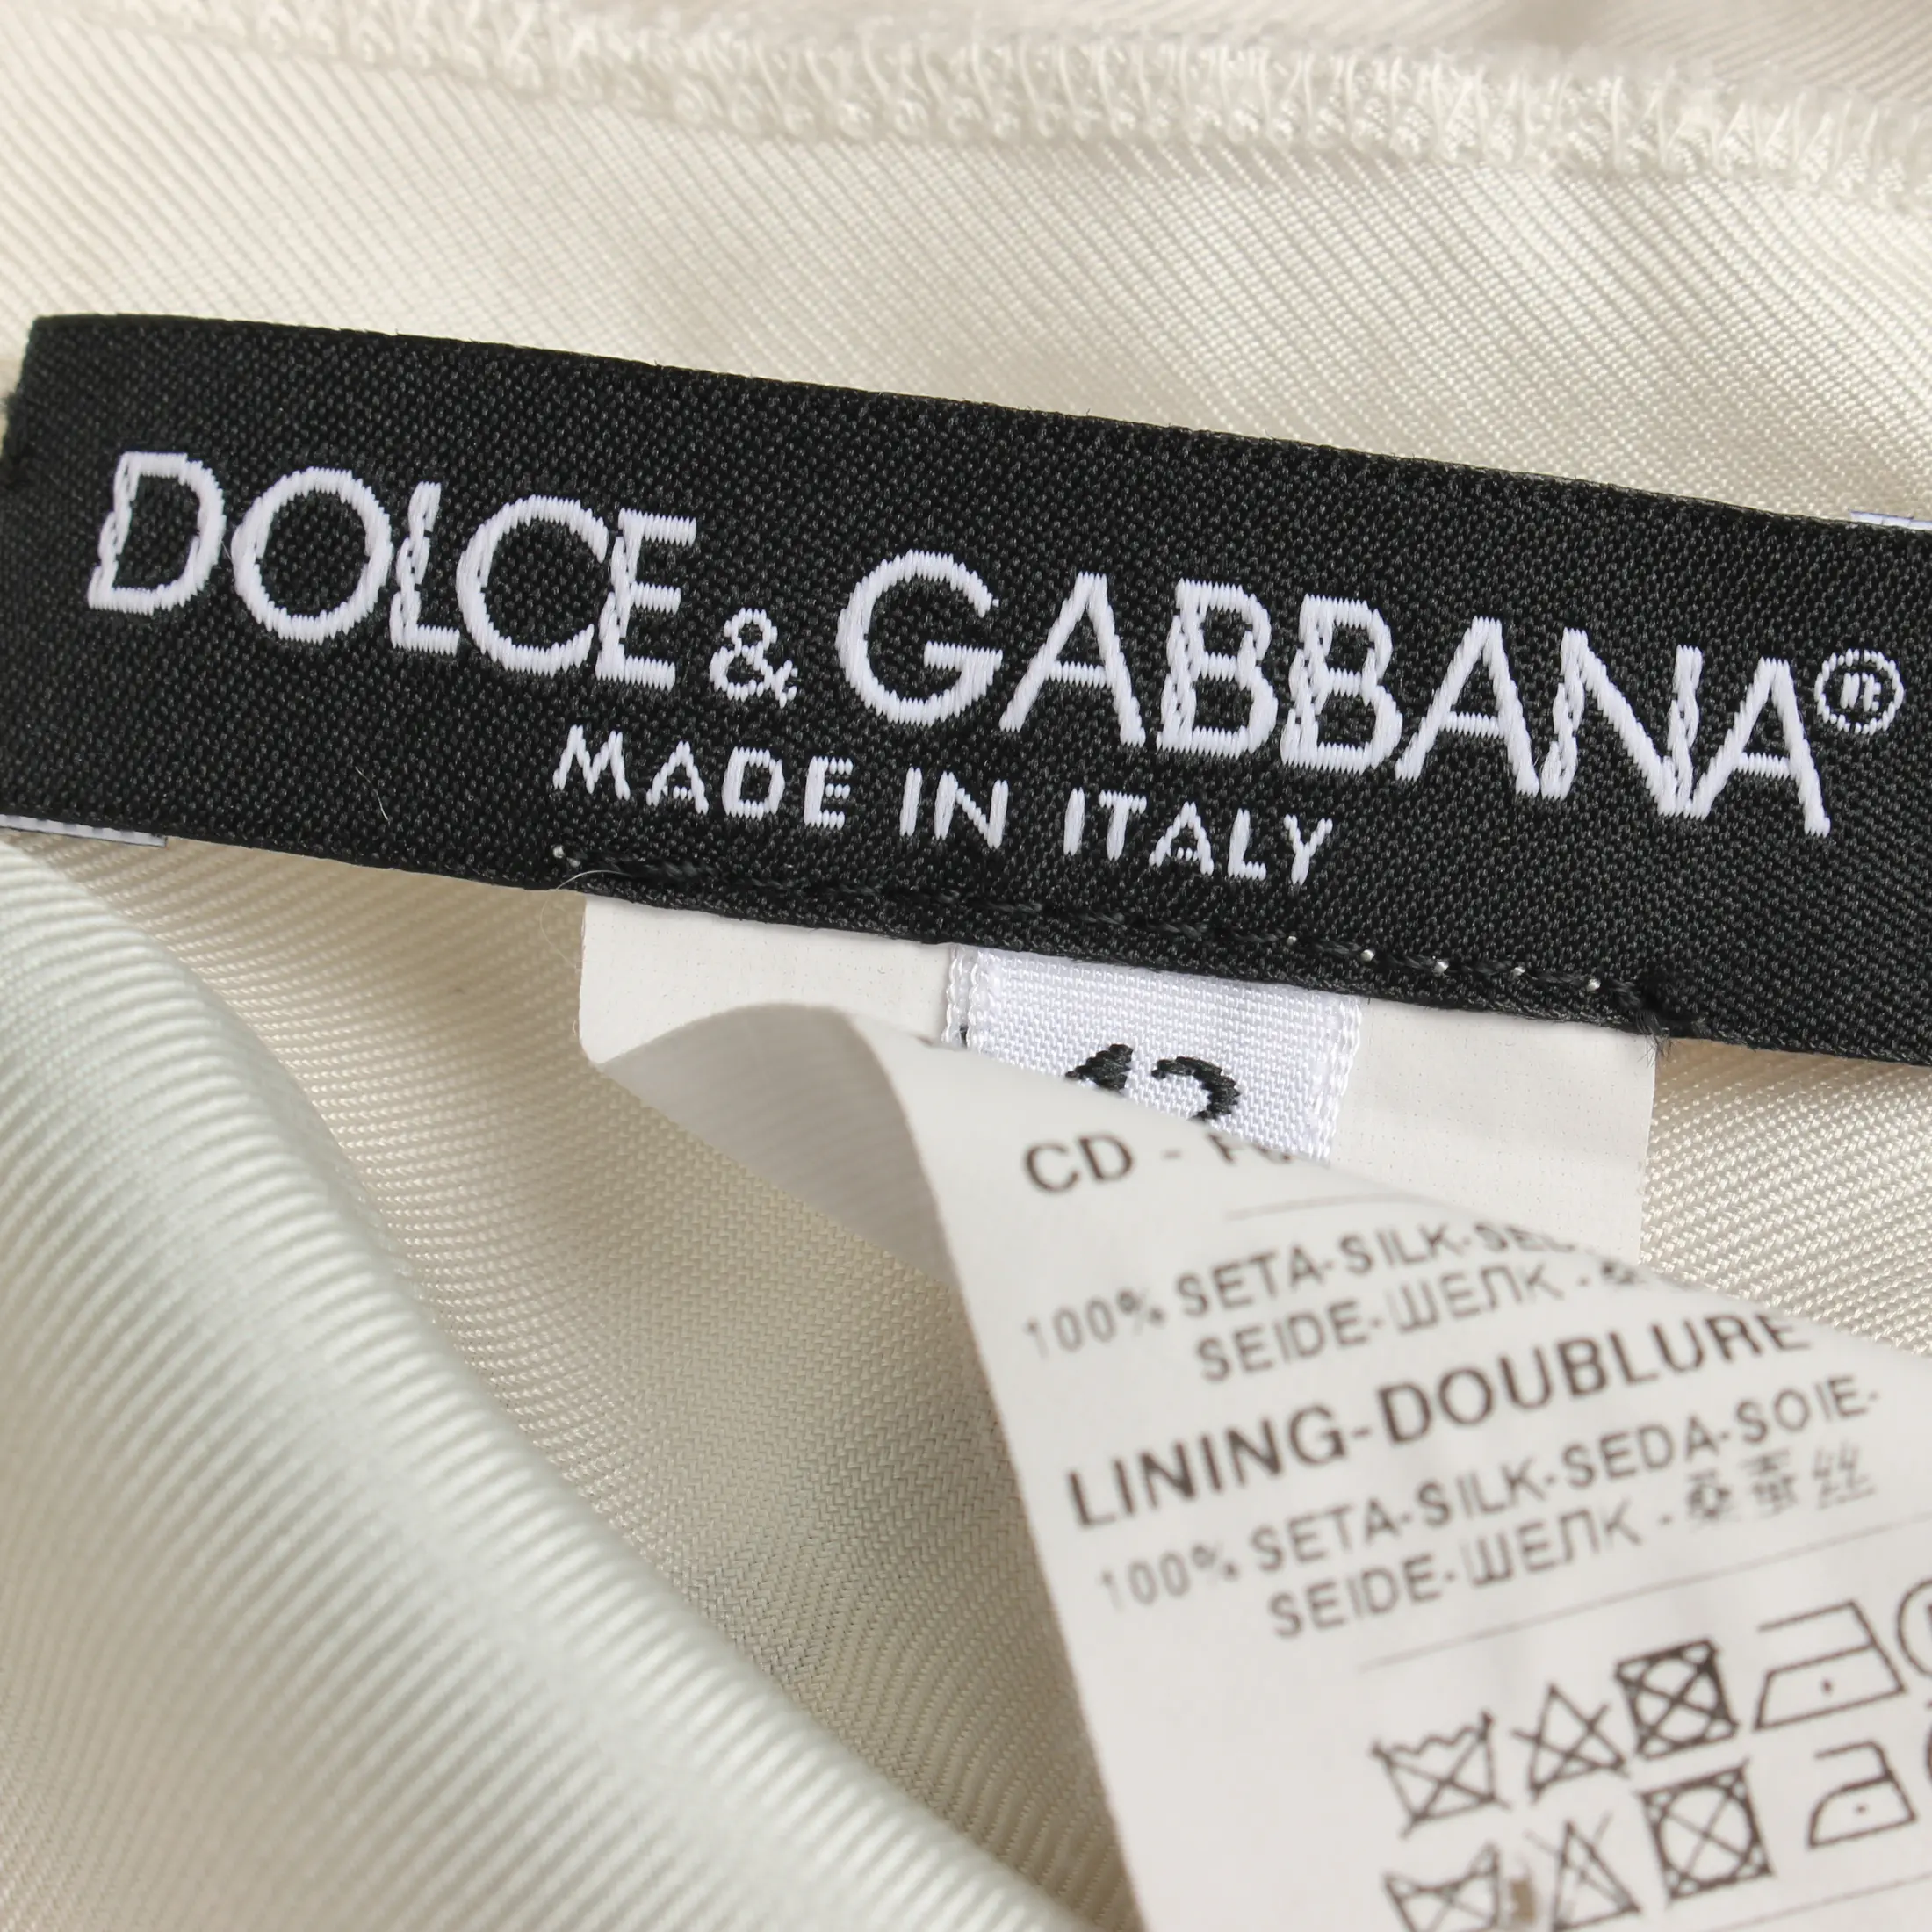 DOLCE & GABBANA®
MADE IN ITALY
42
CD -
100% SETA-SILK-
SEIDE-ШЕЛК -
LINING-DOUBLURE
100% SETA-SILK-SEDA-SOIE-
SEIDE-ШЕЛК - 桑蚕丝